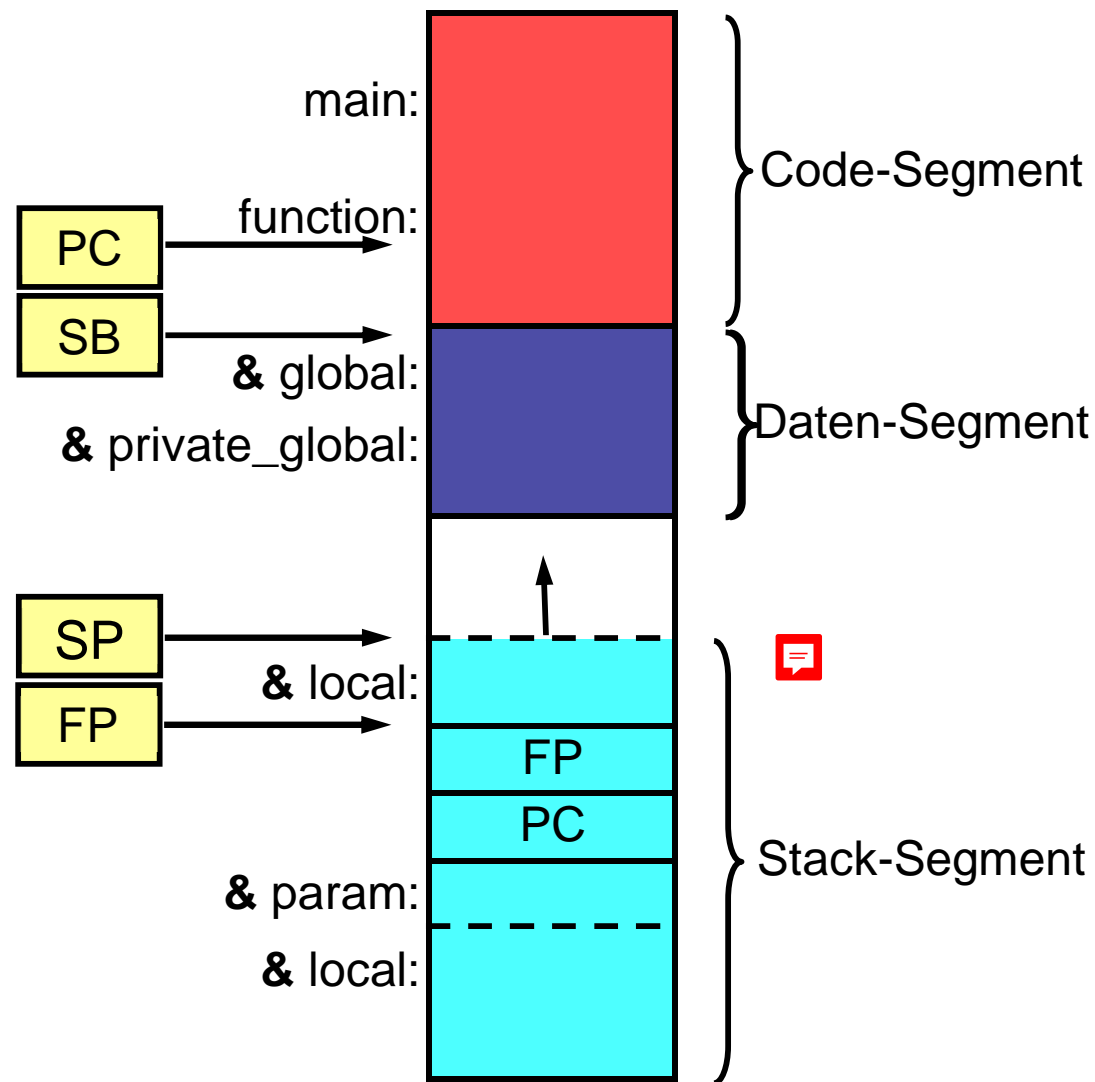 main:
Code-Segment
function:
PC
SB
& global:
& private_global:
Daten-Segment
SP
& local:
FP
FP
PC
Stack-Segment
& param:
& local: